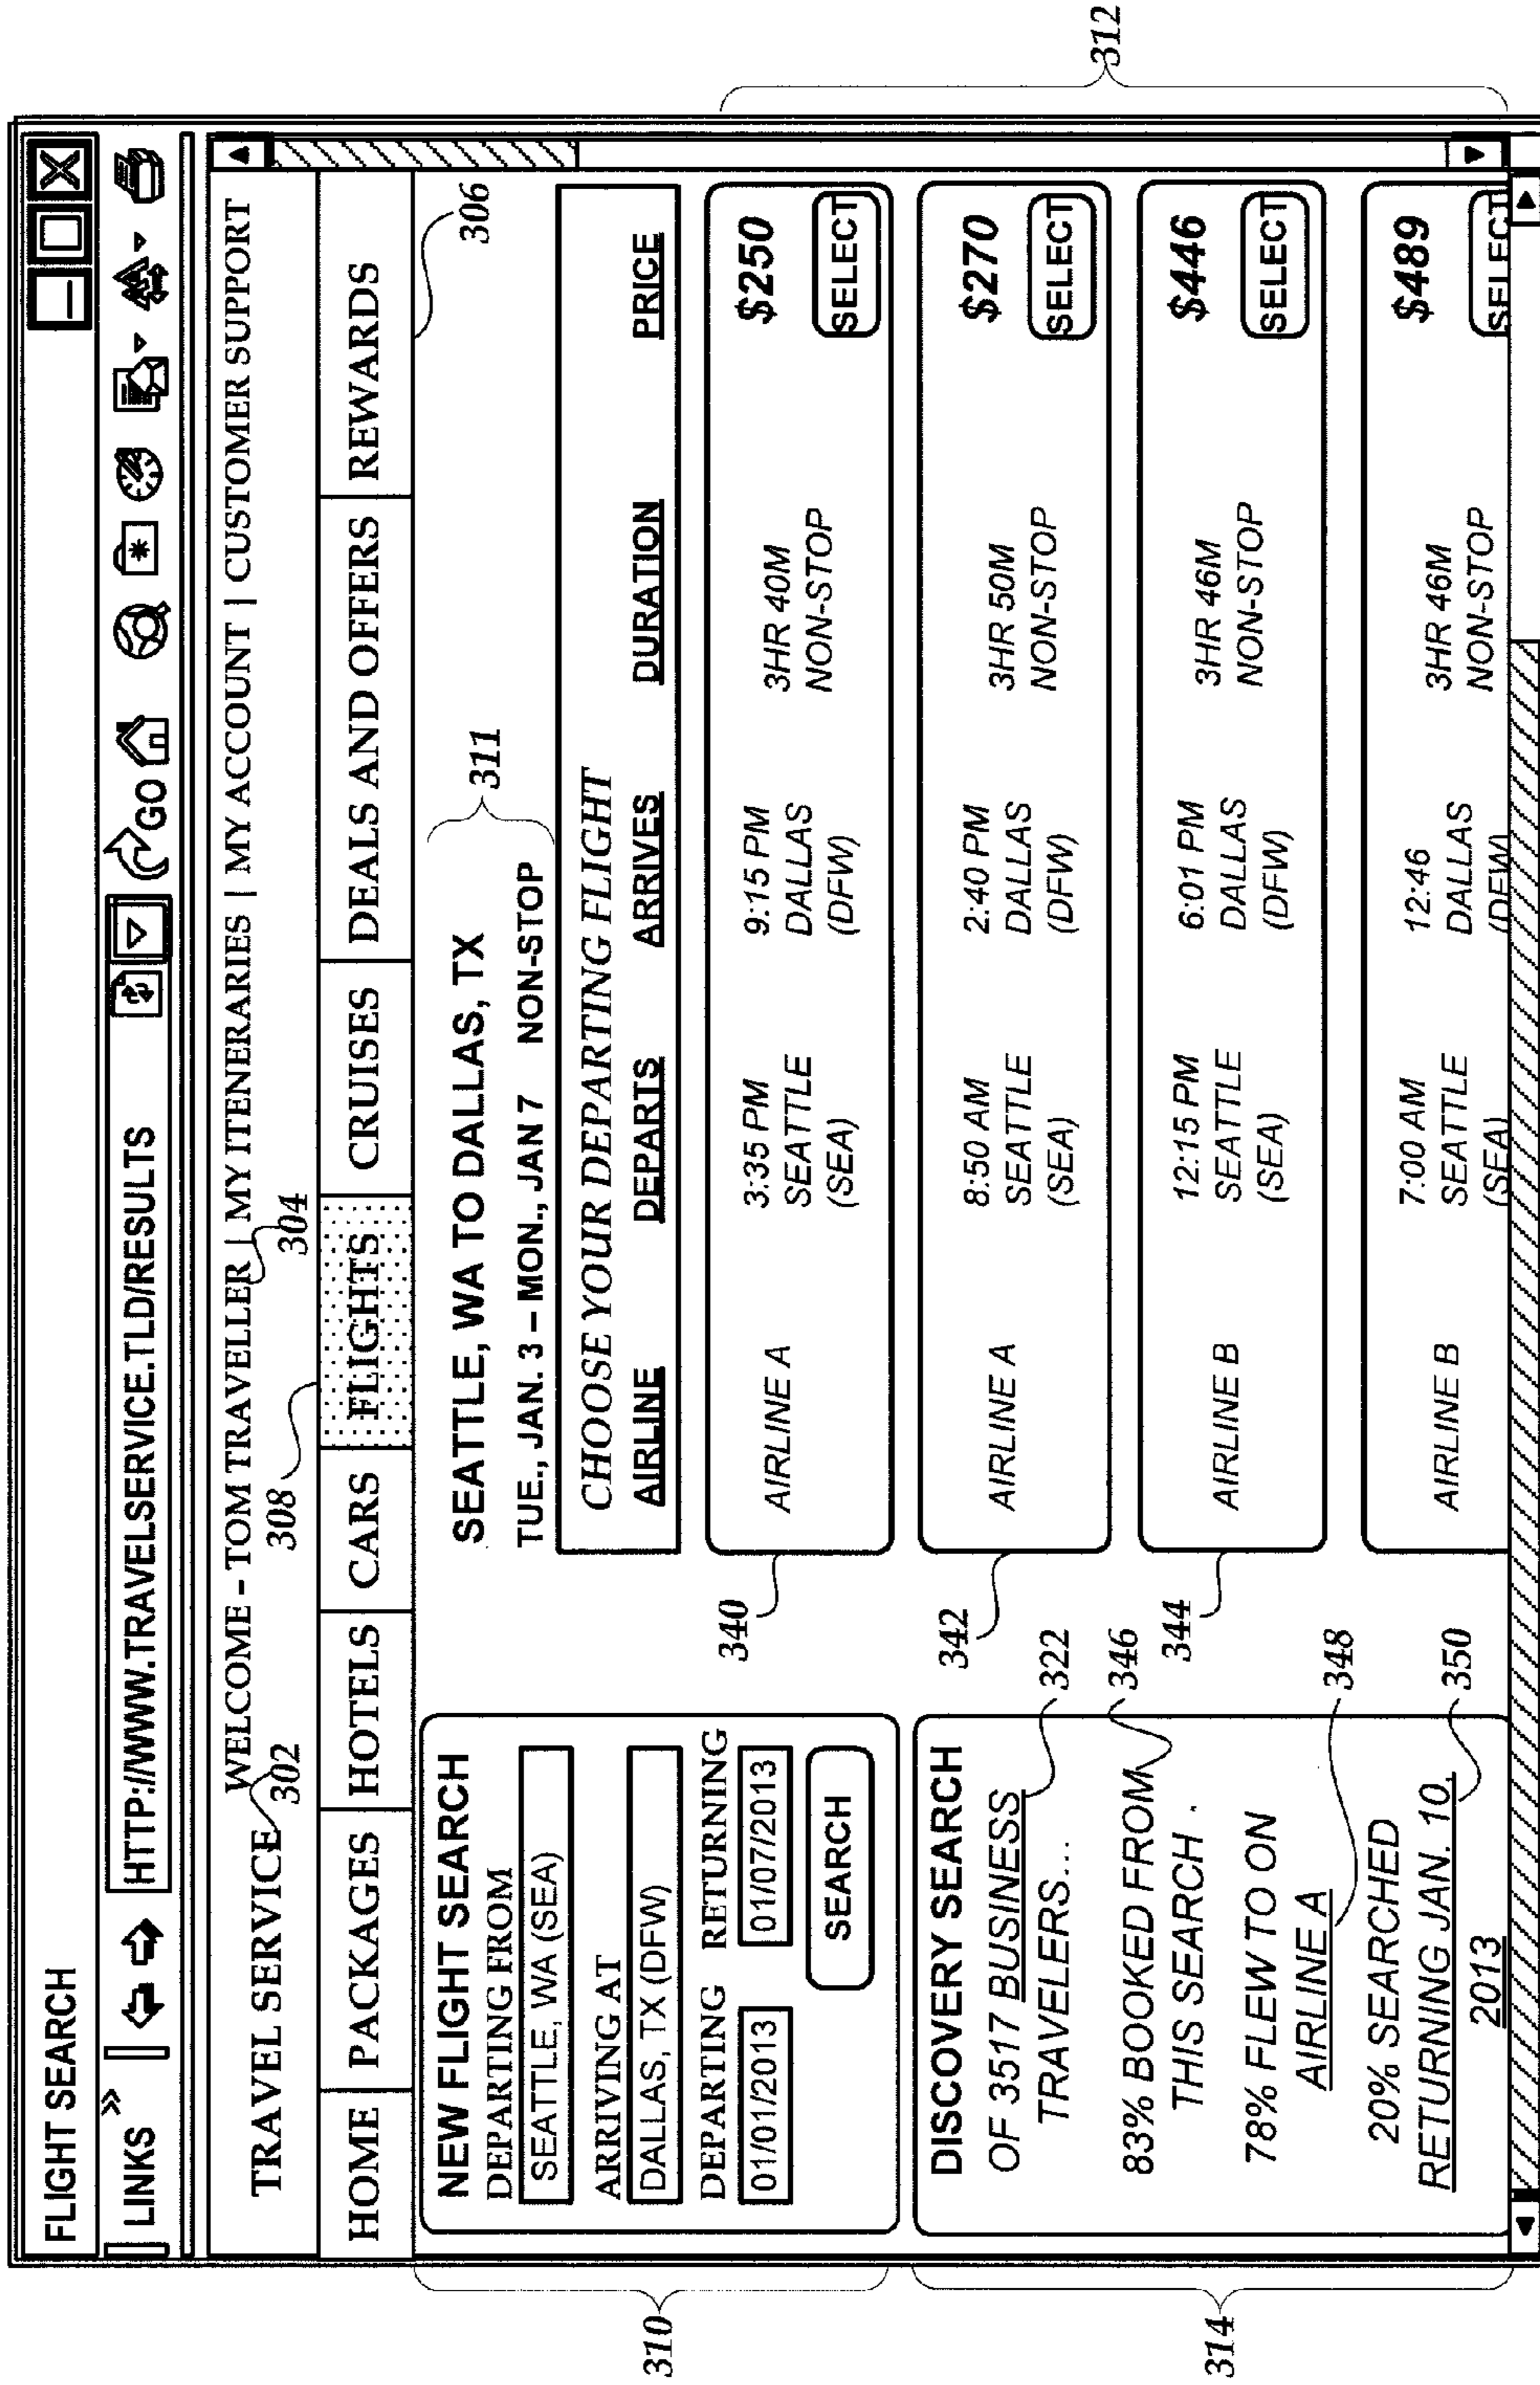 FLIGHT SEARCH
LINKS » HTTP://WWW.TRAVELSERVICE.TLD/RESULTS GO
TRAVEL SERVICE WELCOME – TOM TRAVELLER | MY ITENERARIES | MY ACCOUNT | CUSTOMER SUPPORT
302
304
308
HOME PACKAGES HOTELS CARS FLIGHTS CRUISES DEALS AND OFFERS REWARDS
306
310
NEW FLIGHT SEARCH
DEPARTING FROM
SEATTLE, WA (SEA)
ARRIVING AT
DALLAS, TX (DFW)
DEPARTING RETURNING
01/01/2013 01/07/2013
SEARCH
314
DISCOVERY SEARCH
OF 3517 BUSINESS
TRAVELERS...
322
83% BOOKED FROM
THIS SEARCH .
346
78% FLEW TO ON
AIRLINE A
348
20% SEARCHED
RETURNING JAN. 10,
2013
350
SEATTLE, WA TO DALLAS, TX
TUE., JAN. 3 – MON., JAN 7 NON-STOP
311
CHOOSE YOUR DEPARTING FLIGHT
AIRLINE DEPARTS ARRIVES DURATION PRICE
312
340
AIRLINE A 3:35 PM 9:15 PM 3HR 40M $250
SEATTLE DALLAS NON-STOP
(SEA) (DFW) SELECT
342
AIRLINE A 8:50 AM 2:40 PM 3HR 50M $270
SEATTLE DALLAS NON-STOP
(SEA) (DFW) SELECT
344
AIRLINE B 12:15 PM 6:01 PM 3HR 46M $446
SEATTLE DALLAS NON-STOP
(SEA) (DFW) SELECT
AIRLINE B 7:00 AM 12:46 3HR 46M $489
SEATTLE DALLAS NON-STOP
(SEA) (DFW) SELECT